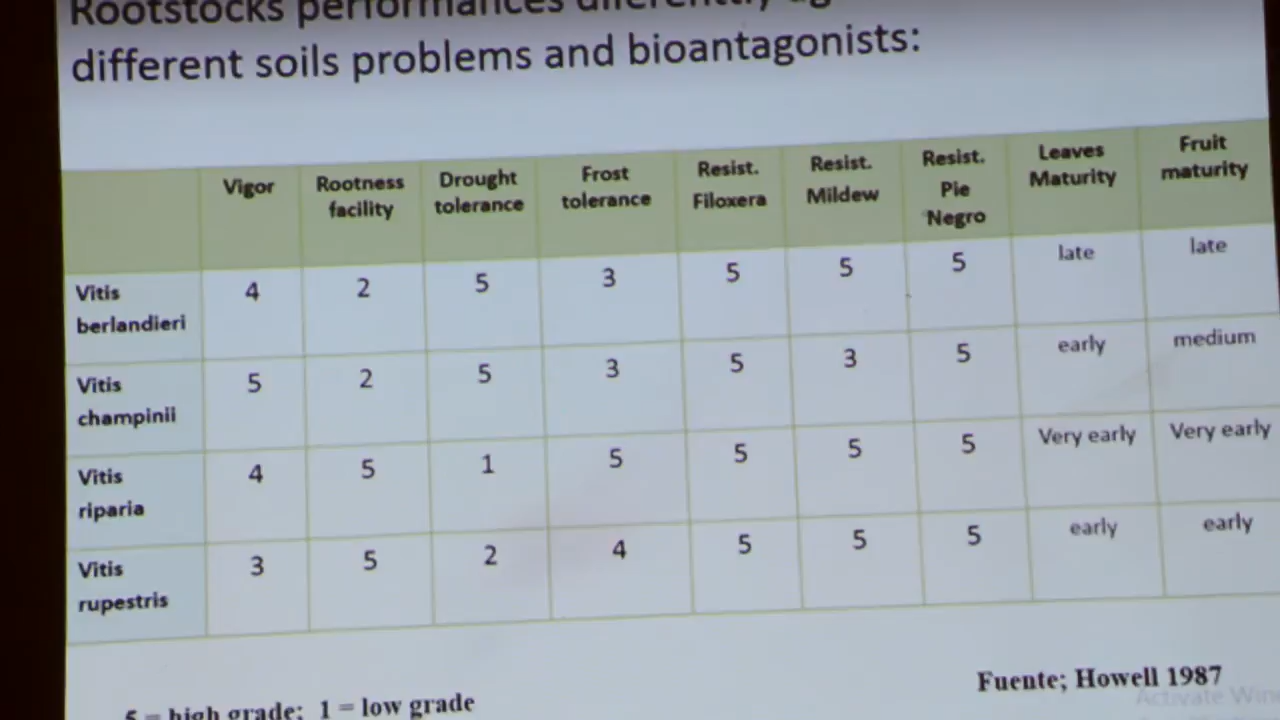 Rootstocks performances
different soils problems and bioantagonists:
Vigor Rootness facility Drought tolerance Frost tolerance Resist. Filoxera Resist. Mildew Resist. Pie Negro Leaves Maturity Fruit maturity
Vitis berlandieri 4 2 5 3 5 5 5 late late
Vitis champinii 5 2 5 3 5 3 5 early medium
Vitis riparia 4 5 1 5 5 5 5 Very early Very early
Vitis rupestris 3 5 2 4 5 5 5 early early
Fuente; Howell 1987
5 = high grade; 1 = low grade